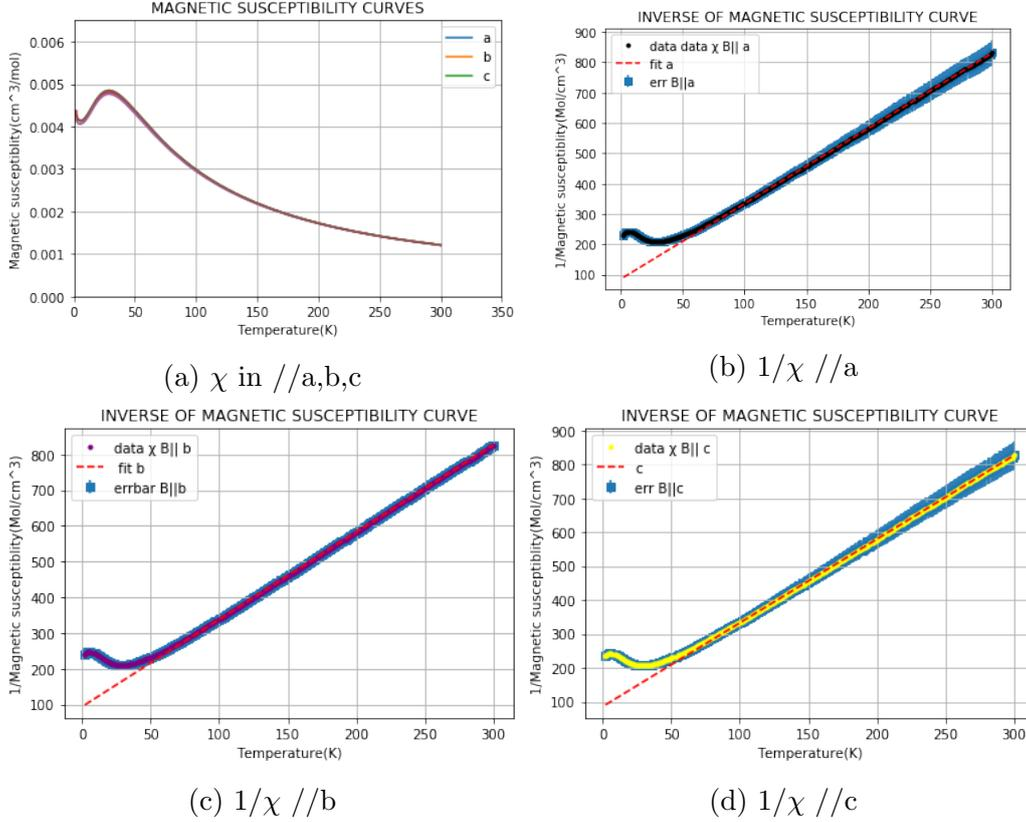 MAGNETIC SUSCEPTIBILITY CURVES
a
b
c
Magnetic susceptiblity(cm^3/mol)
0.006
0.005
0.004
0.003
0.002
0.001
0.000
0 50 100 150 200 250 300 350
Temperature(K)
(a) χ in //a,b,c
INVERSE OF MAGNETIC SUSCEPTIBILITY CURVE
data data χ B|| a
fit a
err B||a
1/Magnetic susceptiblity(Mol/cm^3)
900
800
700
600
500
400
300
200
100
0 50 100 150 200 250 300
Temperature(K)
(b) 1/χ //a
INVERSE OF MAGNETIC SUSCEPTIBILITY CURVE
data χ B|| b
fit b
errbar B||b
1/Magnetic susceptiblity(Mol/cm^3)
800
700
600
500
400
300
200
100
0 50 100 150 200 250 300
Temperature(K)
(c) 1/χ //b
INVERSE OF MAGNETIC SUSCEPTIBILITY CURVE
data χ B|| c
c
err B||c
1/Magnetic susceptiblity(Mol/cm^3)
900
800
700
600
500
400
300
200
100
0 50 100 150 200 250 300
Temperature(K)
(d) 1/χ //c